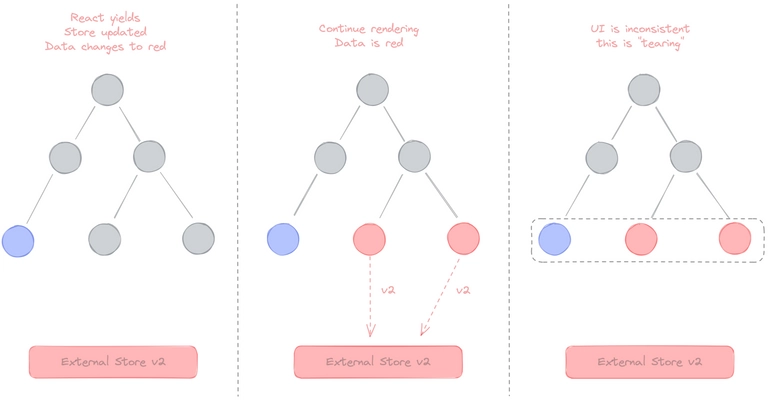 React yields
Store updated
Data changes to red
External Store v2
Continue rendering
Data is red
v2
v2
External Store v2
UI is inconsistent
this is "tearing"
External Store v2